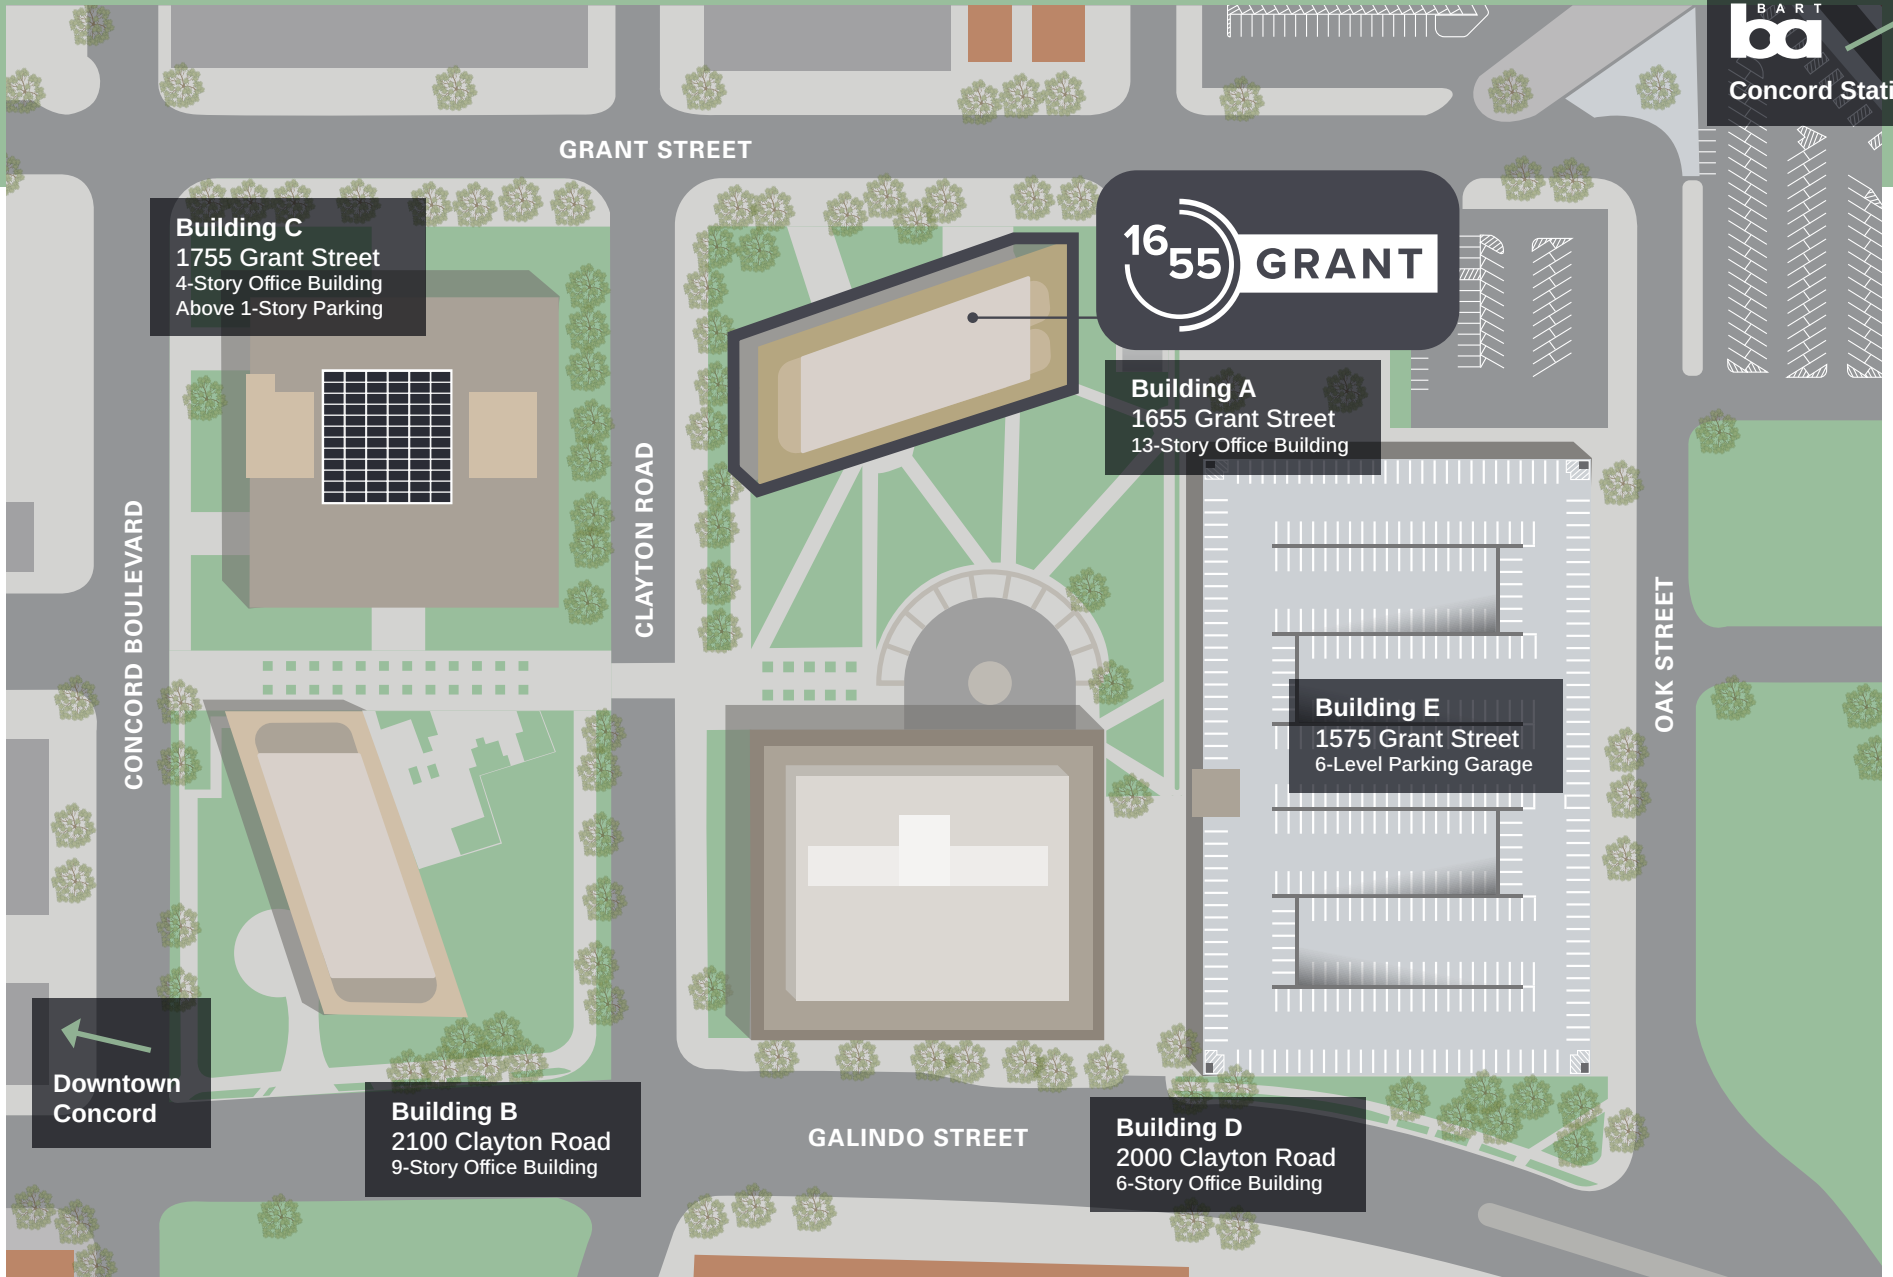 BART
ba
Concord Stati
GRANT STREET
Building C
1755 Grant Street
4-Story Office Building
Above 1-Story Parking
1655 GRANT
Building A
1655 Grant Street
13-Story Office Building
CONCORD BOULEVARD
CLAYTON ROAD
OAK STREET
Building E
1575 Grant Street
6-Level Parking Garage
Downtown
Concord
Building B
2100 Clayton Road
9-Story Office Building
GALINDO STREET
Building D
2000 Clayton Road
6-Story Office Building